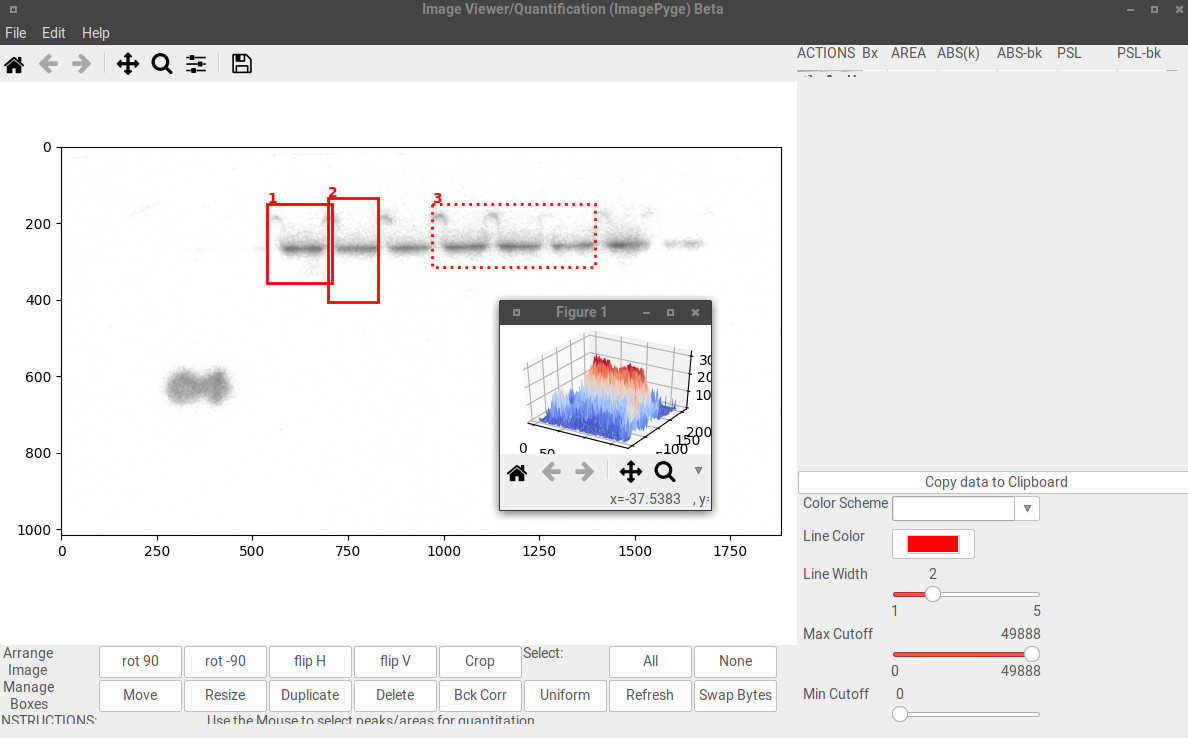 Image Viewer/Quantification (ImagePyge) Beta
File Edit Help
ACTIONS Bx AREA ABS(k) ABS-bk PSL PSL-bk
0
200
400
600
800
1000
0 250 500 750 1000 1250 1500 1750
1
2
3
Figure 1
10
200
150
100
0 50
x=-37.5383 , y=
Copy data to Clipboard
Color Scheme
Line Color
Line Width 2
1 5
Max Cutoff 49888
0 49888
Min Cutoff 0
Arrange Image rot 90 rot -90 flip H flip V Crop Select: All None
Manage Boxes Move Resize Duplicate Delete Bck Corr Uniform Refresh Swap Bytes
NSTRUCTIONS: Use the Mouse to select peaks/areas for quantitation